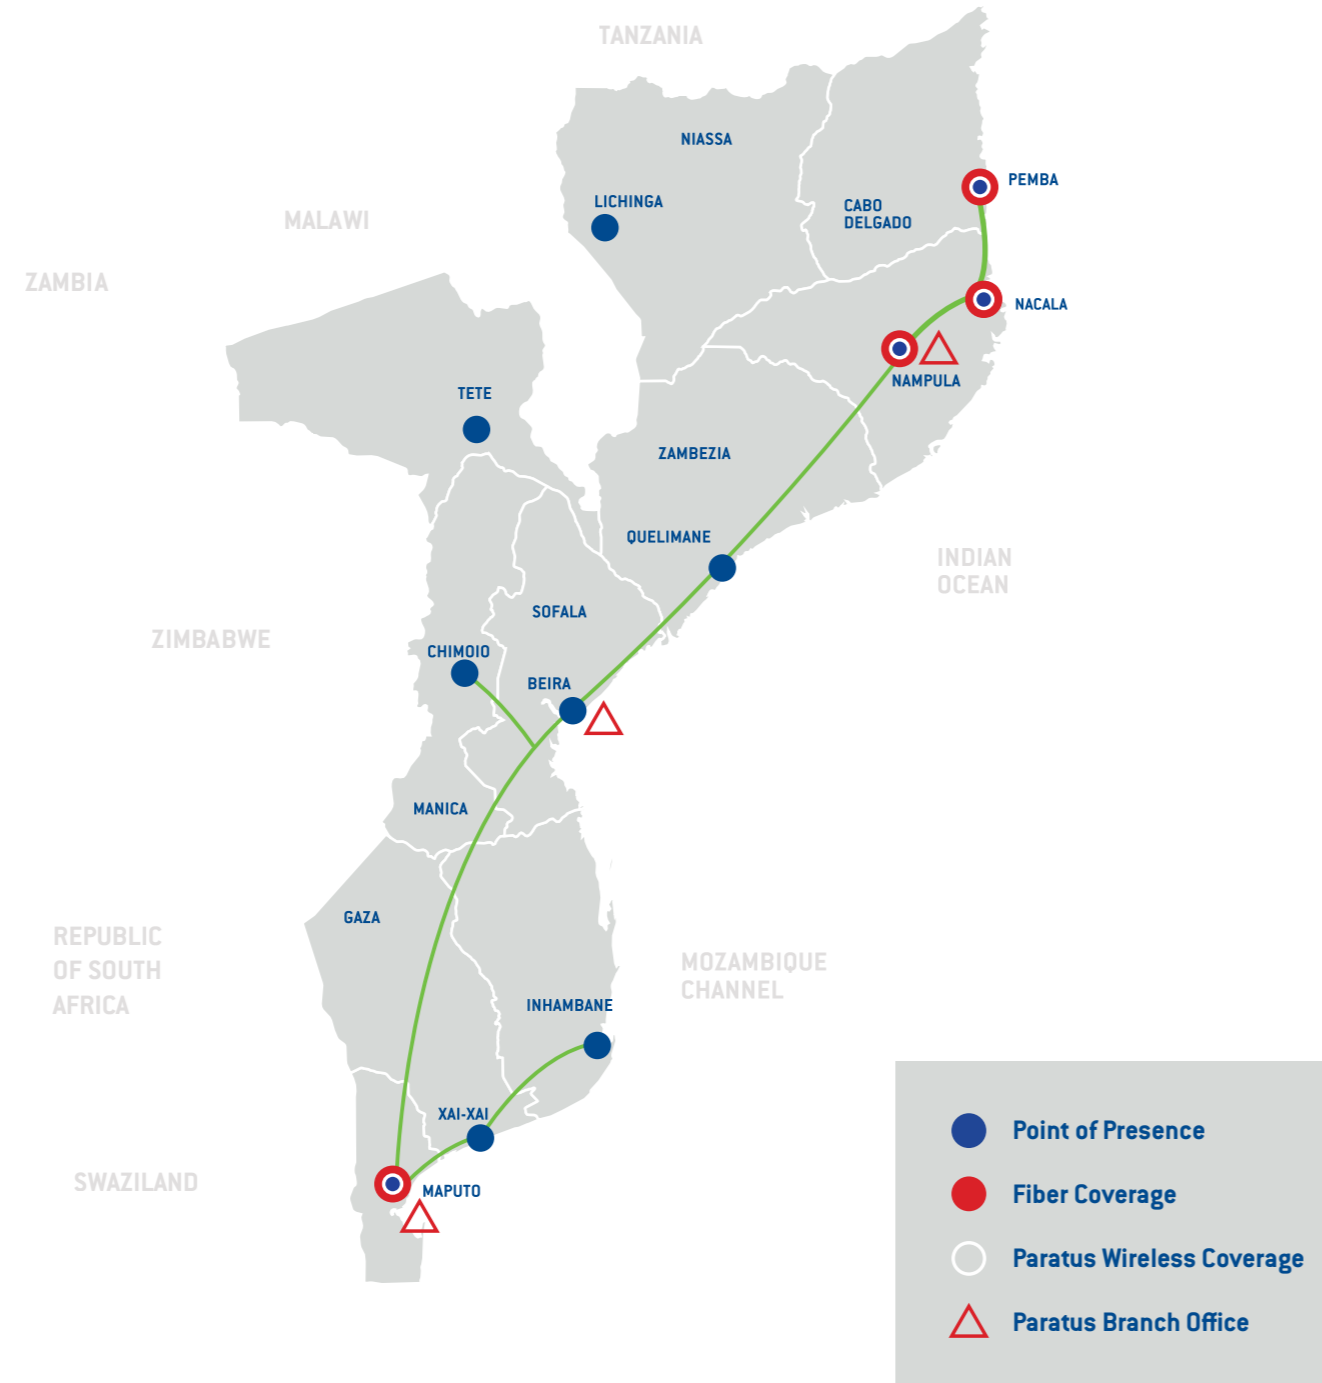 TANZANIA
NIASSA
PEMBA
LICHINGA
CABO
DELGADO
MALAWI
ZAMBIA
NACALA
NAMPULA
TETE
ZAMBEZIA
QUELIMANE
INDIAN
OCEAN
SOFALA
ZIMBABWE
CHIMOIO
BEIRA
MANICA
GAZA
REPUBLIC
OF SOUTH
AFRICA
MOZAMBIQUE
CHANNEL
INHAMBANE
XAI-XAI
SWAZILAND
MAPUTO
Point of Presence
Fiber Coverage
Paratus Wireless Coverage
Paratus Branch Office